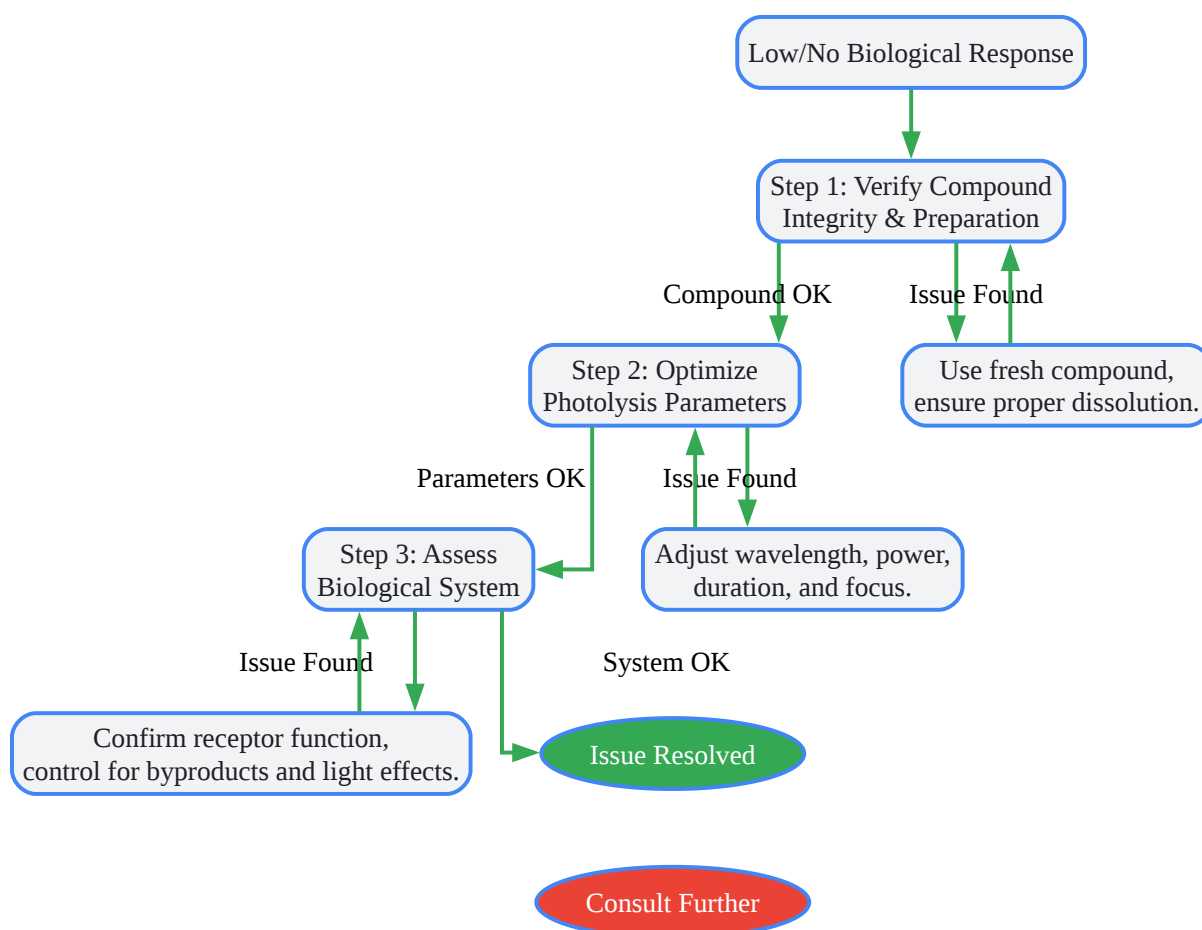 Low/No Biological Response
Step 1: Verify Compound
Integrity & Preparation
Compound OK
Issue Found
Step 2: Optimize
Photolysis Parameters
Use fresh compound,
ensure proper dissolution.
Parameters OK
Issue Found
Step 3: Assess
Biological System
Adjust wavelength, power,
duration, and focus.
Issue Found
System OK
Confirm receptor function,
control for byproducts and light effects.
Issue Resolved
Consult Further